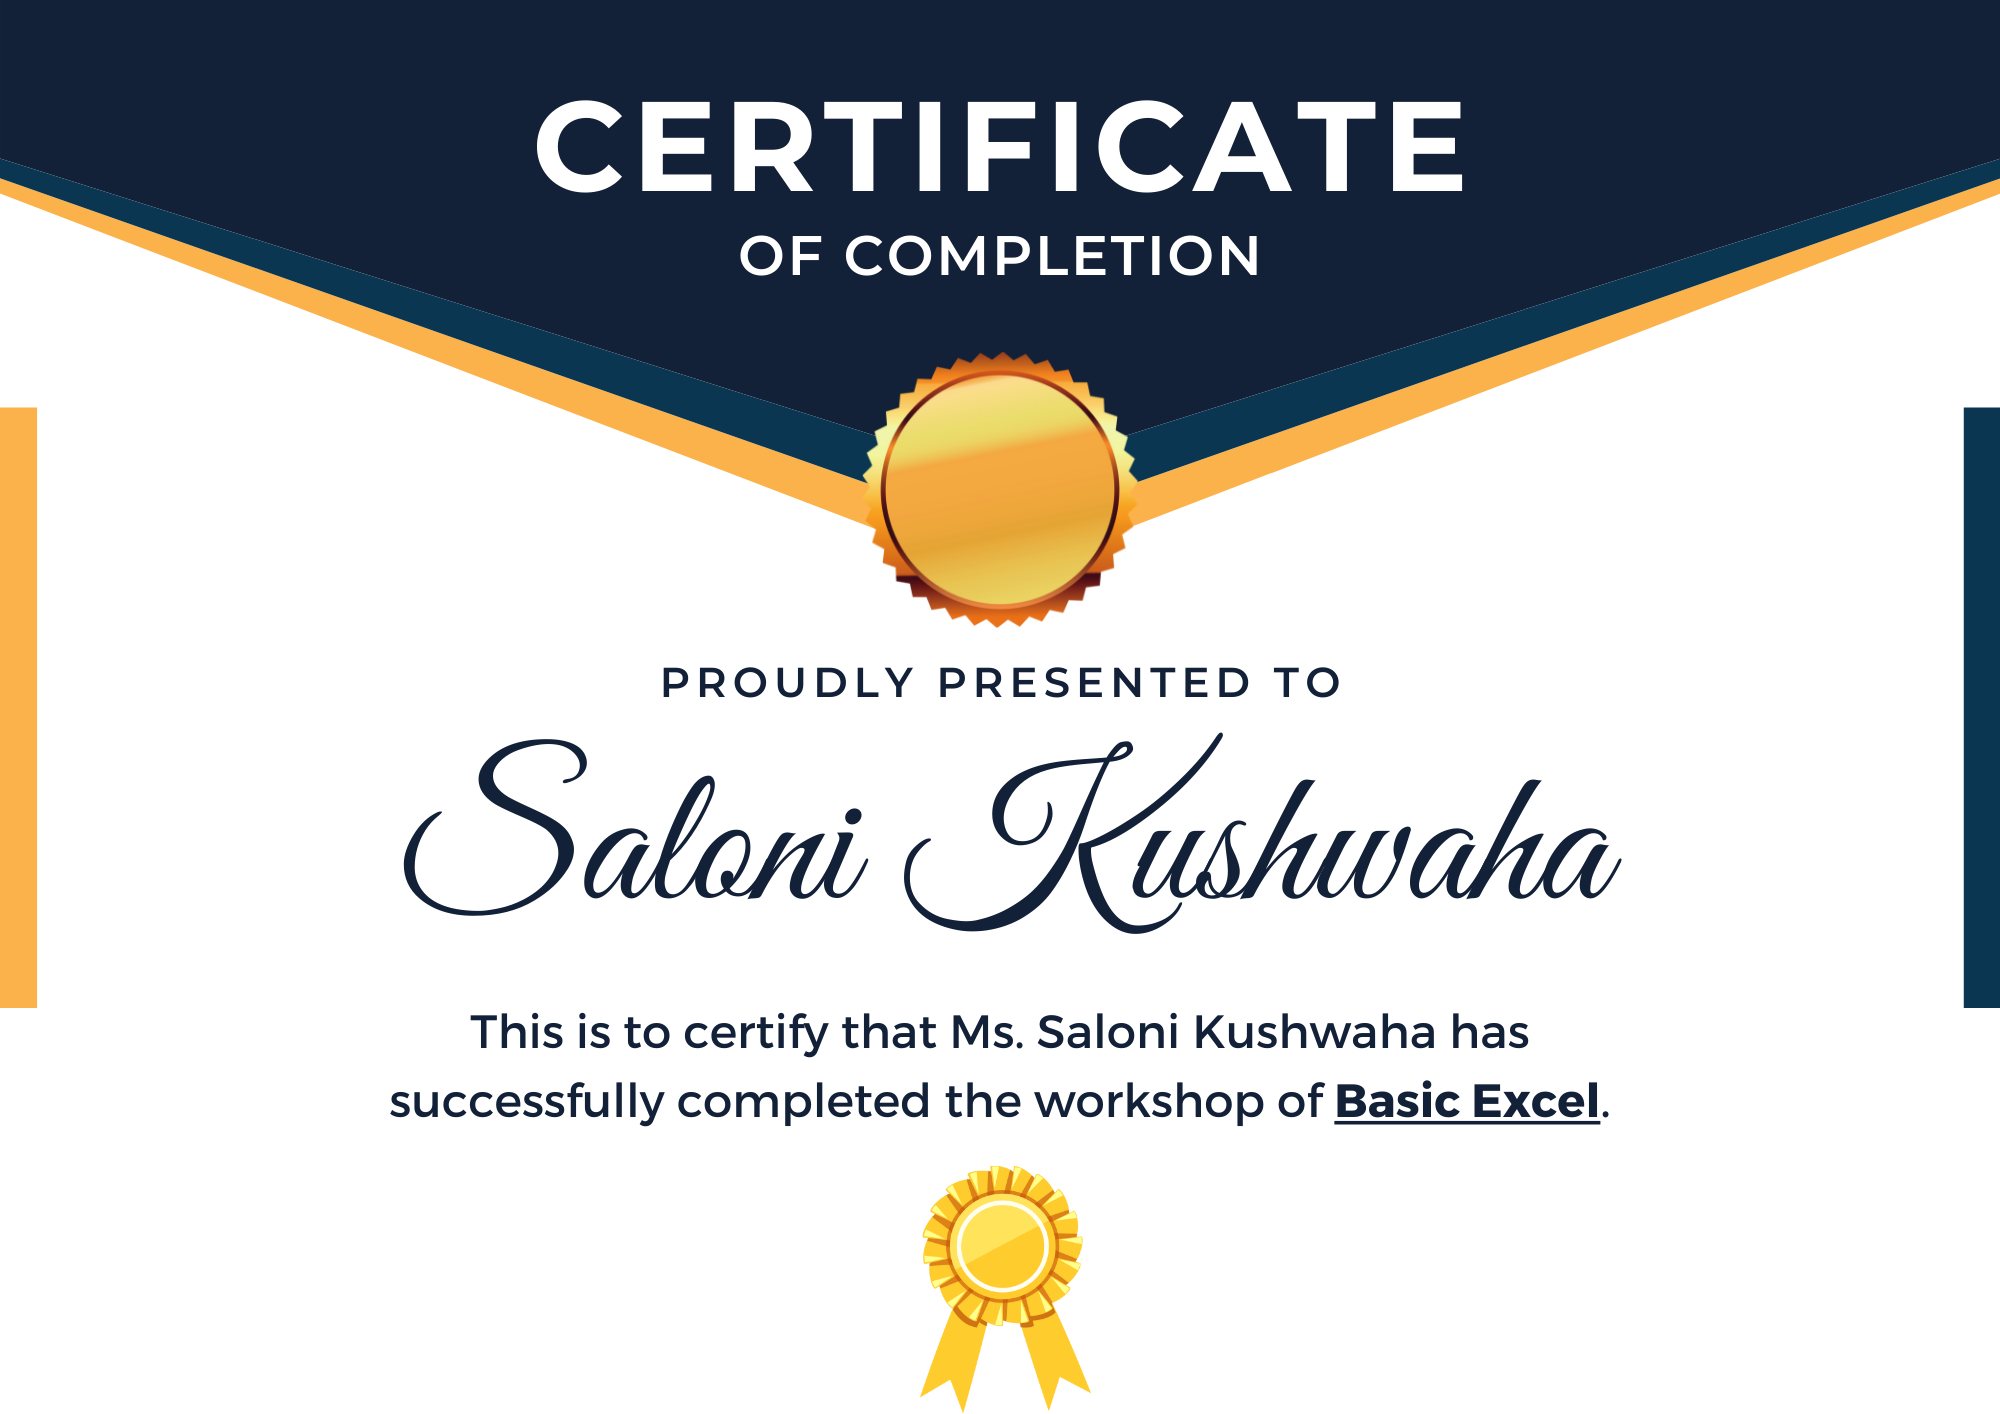 CERTIFICATE
OF COMPLETION
PROUDLY PRESENTED TO
Saloni Kushwaha
This is to certify that Ms. Saloni Kushwaha has
successfully completed the workshop of Basic Excel.